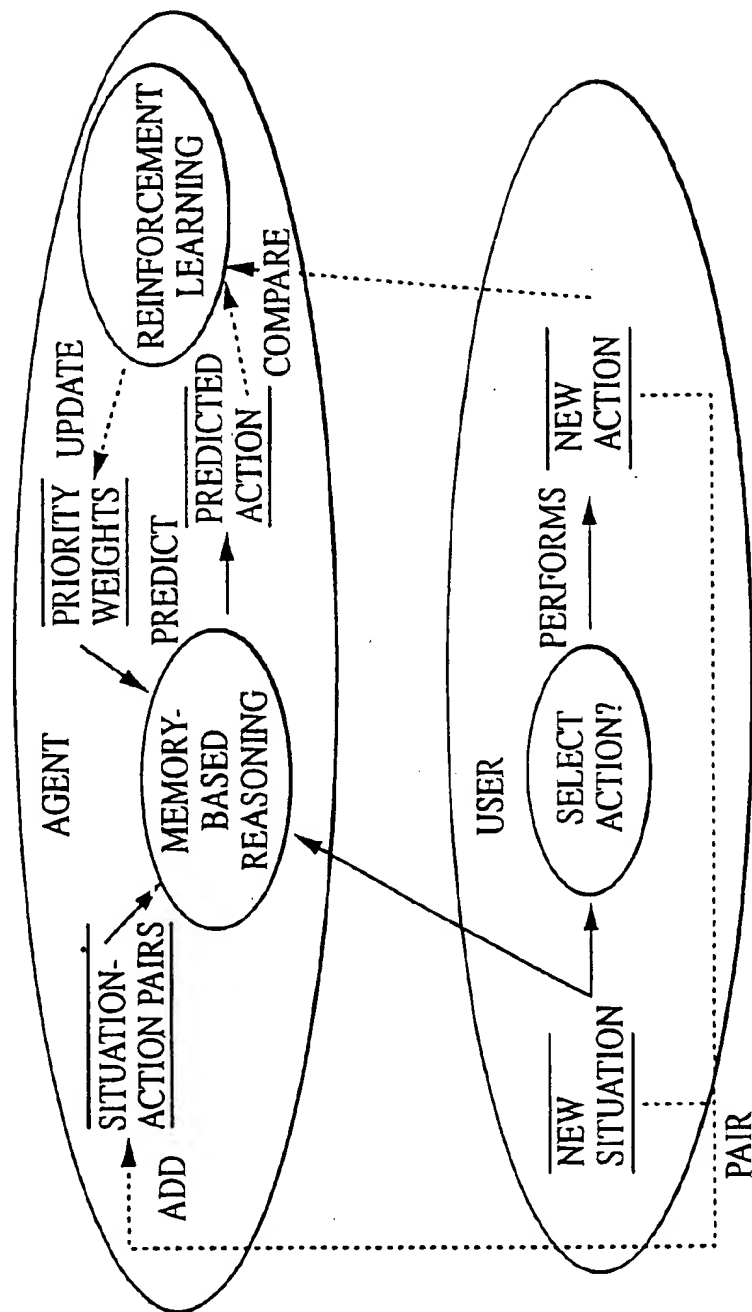 AGENT
SITUATION-
ACTION PAIRS
ADD
MEMORY-
BASED
REASONING
PRIORITY
WEIGHTS
UPDATE
PREDICT
PREDICTED
ACTION
REINFORCEMENT
LEARNING
COMPARE
USER
NEW
SITUATION
SELECT
ACTION?
PERFORMS
NEW
ACTION
PAIR